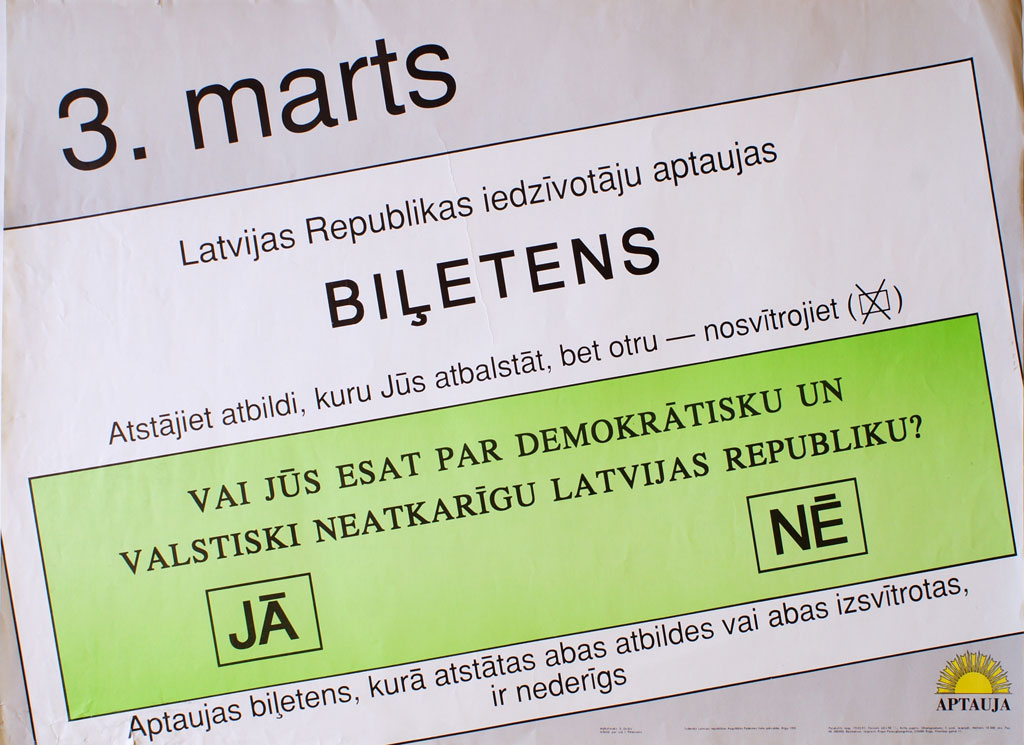 3. marts
Latvijas Republikas iedzīvotāju aptaujas
BIĻETENS
Atstājiet atbildi, kuru Jūs atbalstāt, bet otru — nosvītrojiet (☒)
VAI JŪS ESAT PAR DEMOKRĀTISKU UN
VALSTISKI NEATKARĪGU LATVIJAS REPUBLIKU?
JĀ
NĒ
Aptaujas biļetens, kurā atstātas abas atbildes vai abas izsvītrotas,
ir nederīgs
APTAUJA